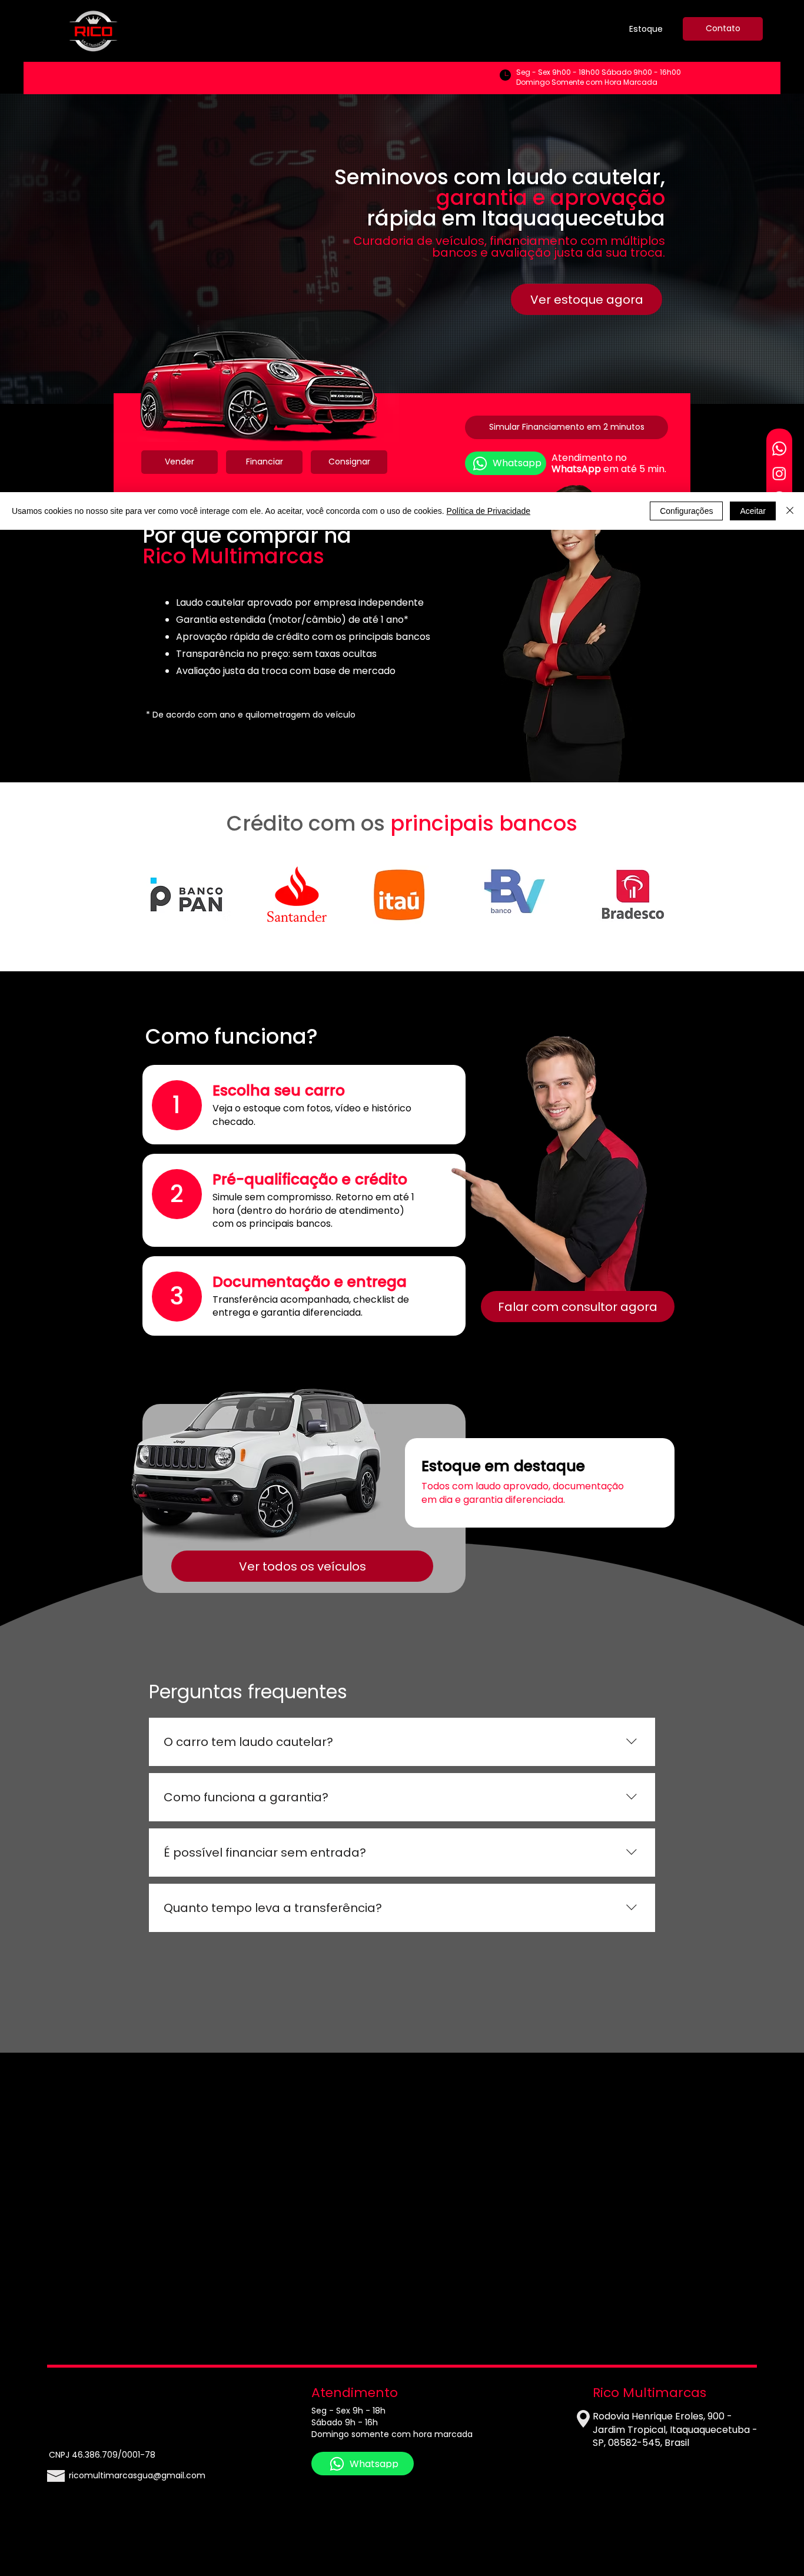 RICO
Estoque
Contato
Seg - Sex 9h00 - 18h00 Sábado 9h00 - 16h00
Domingo Somente com Hora Marcada
GTS
Seminovos com laudo cautelar,
garantia e aprovação
rápida em Itaquaquecetuba
Curadoria de veículos, financiamento com múltiplos
bancos e avaliação justa da sua troca.
Ver estoque agora
257 km
Simular Financiamento em 2 minutos
Vender
Financiar
Consignar
Whatsapp
Atendimento no
WhatsApp em até 5 min.
Usamos cookies no nosso site para ver como você interage com ele. Ao aceitar, você concorda com o uso de cookies. Política de Privacidade
Configurações
Aceitar
Por que comprar na
Rico Multimarcas
Laudo cautelar aprovado por empresa independente
Garantia estendida (motor/câmbio) de até 1 ano*
Aprovação rápida de crédito com os principais bancos
Transparência no preço: sem taxas ocultas
Avaliação justa da troca com base de mercado
* De acordo com ano e quilometragem do veículo
Crédito com os principais bancos
BANCO
PAN
Santander
itaú
BV
banco
Bradesco
Como funciona?
1
Escolha seu carro
Veja o estoque com fotos, vídeo e histórico
checado.
2
Pré-qualificação e crédito
Simule sem compromisso. Retorno em até 1
hora (dentro do horário de atendimento)
com os principais bancos.
3
Documentação e entrega
Transferência acompanhada, checklist de
entrega e garantia diferenciada.
Falar com consultor agora
Jeep
Estoque em destaque
Todos com laudo aprovado, documentação
em dia e garantia diferenciada.
Ver todos os veículos
Perguntas frequentes
O carro tem laudo cautelar?
Como funciona a garantia?
É possível financiar sem entrada?
Quanto tempo leva a transferência?
Atendimento
Seg - Sex 9h - 18h
Sábado 9h - 16h
Domingo somente com hora marcada
Whatsapp
Rico Multimarcas
Rodovia Henrique Eroles, 900 -
Jardim Tropical, Itaquaquecetuba -
SP, 08582-545, Brasil
CNPJ 46.386.709/0001-78
ricomultimarcasgua@gmail.com